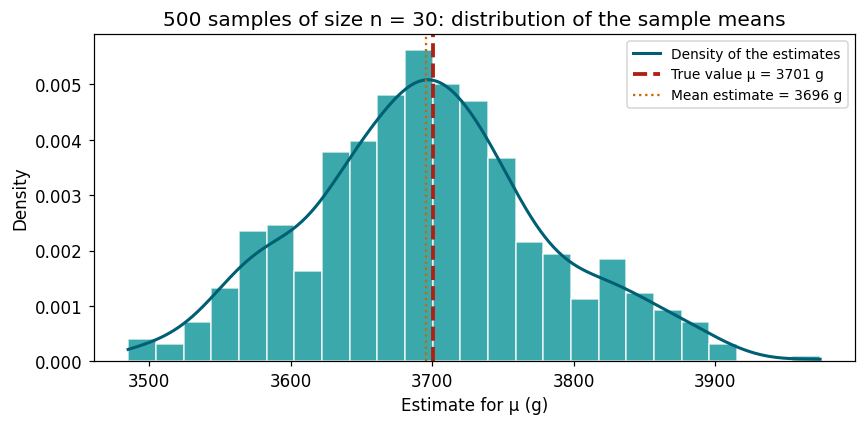 500 samples of size n = 30: distribution of the sample means
Density of the estimates
True value μ = 3701 g
Mean estimate = 3696 g
Density
0.005
0.004
0.003
0.002
0.001
0.000
3500 3600 3700 3800 3900
Estimate for μ (g)